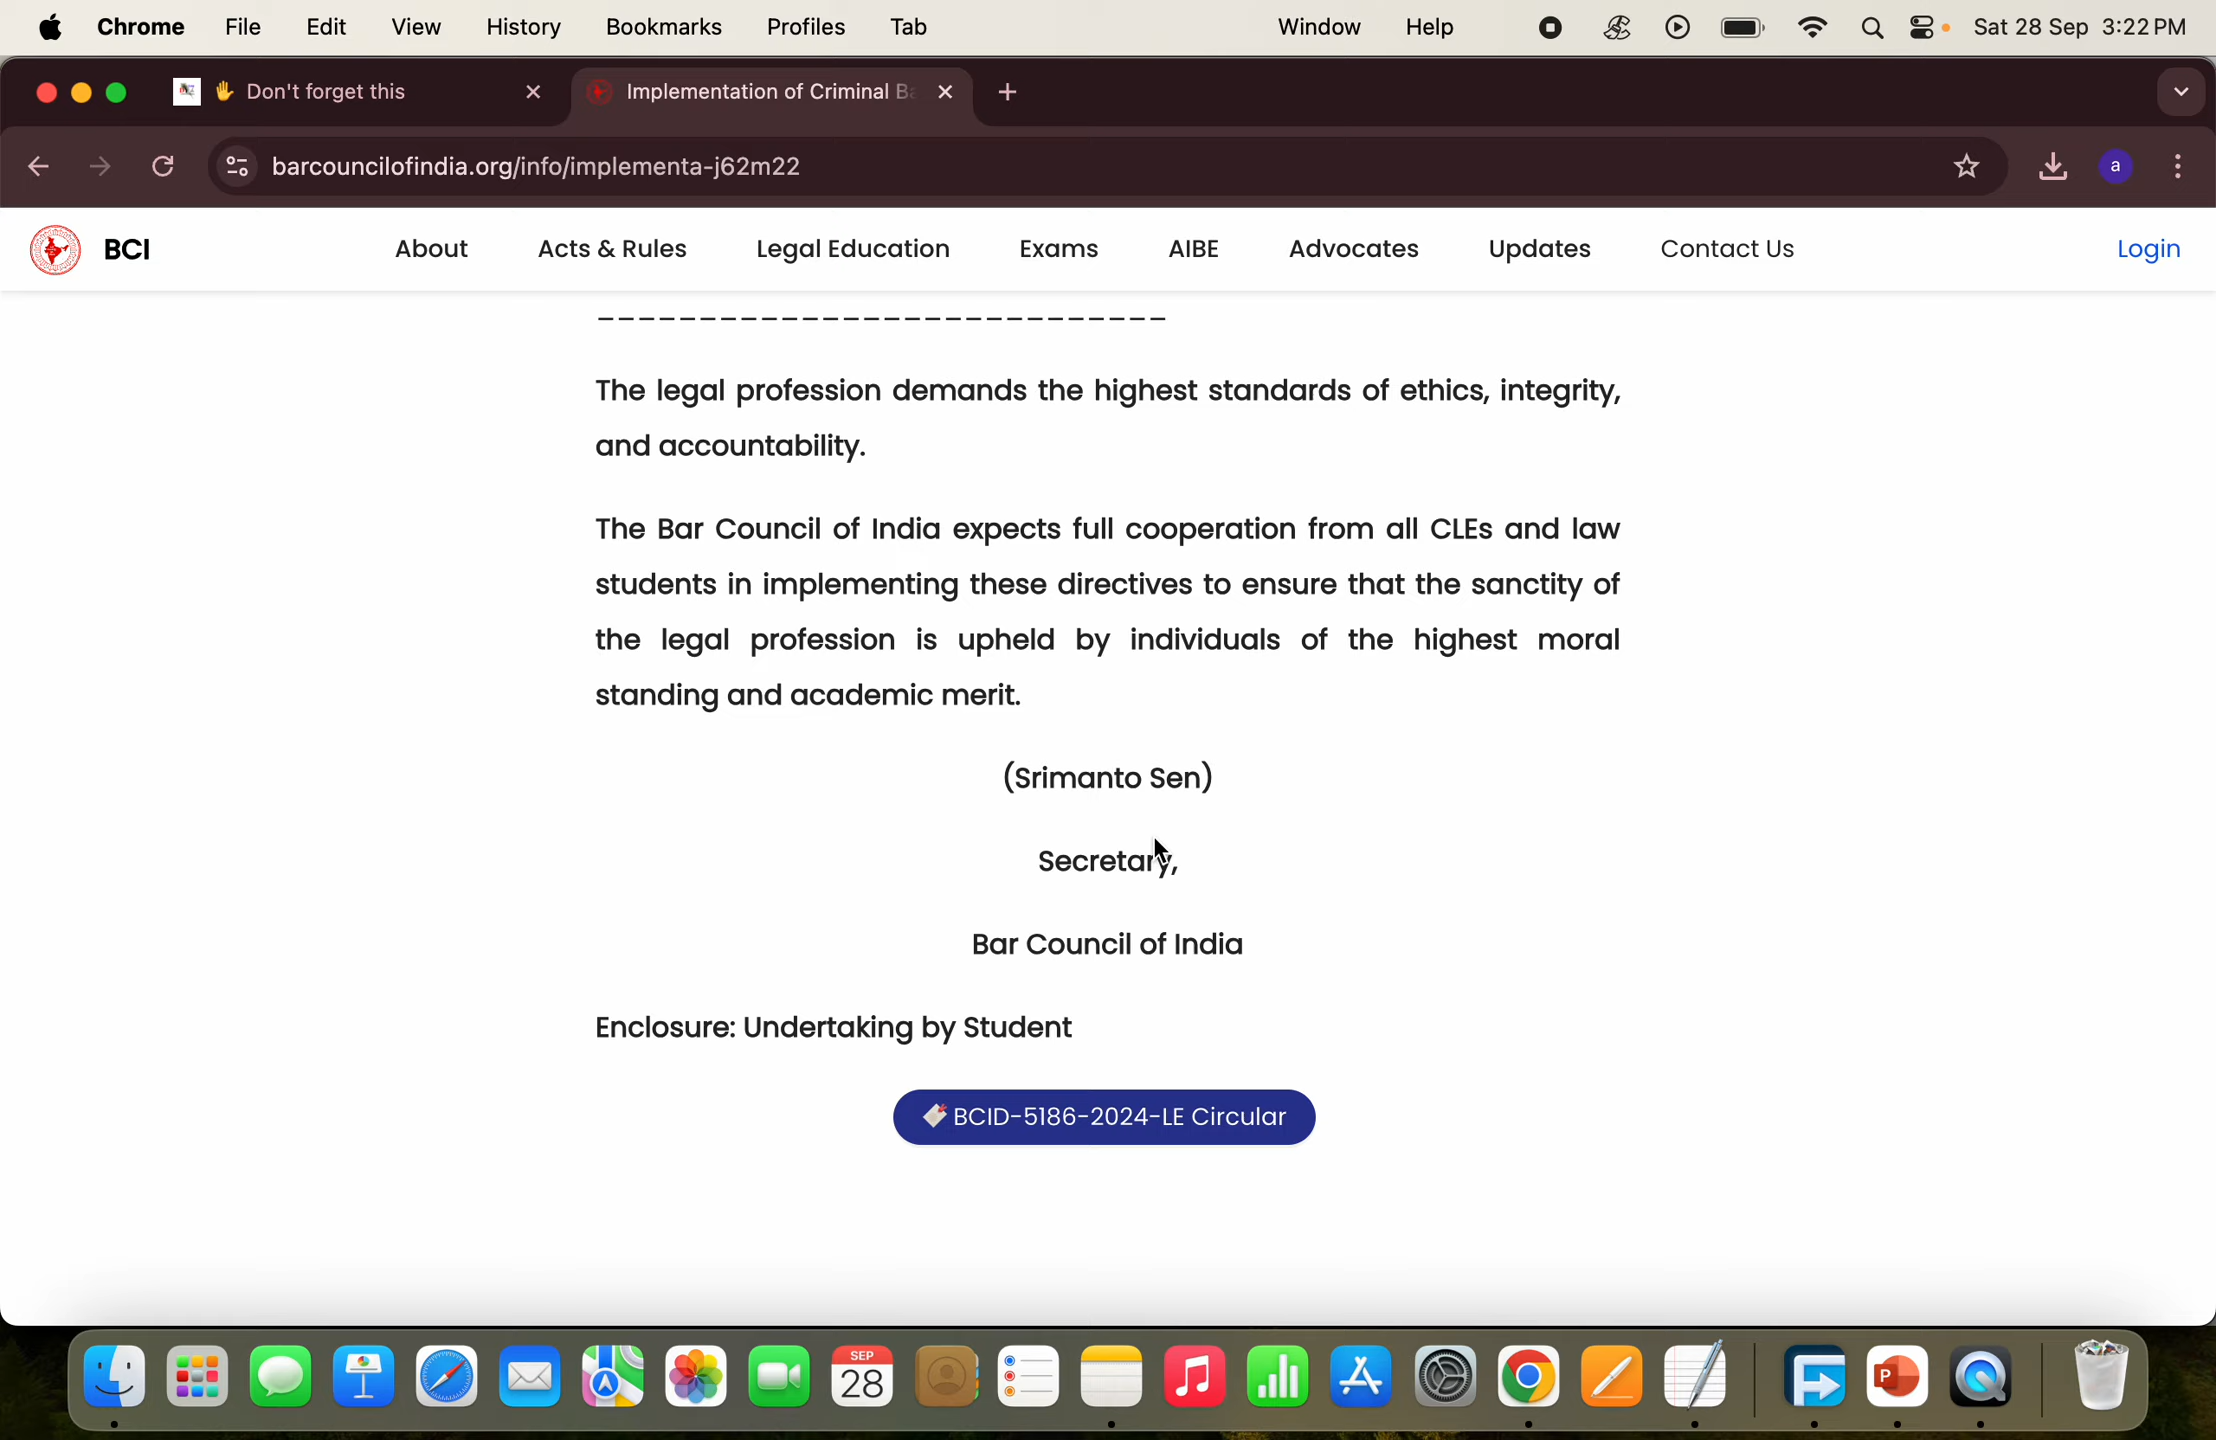 Chrome File Edit View History Bookmarks Profiles Tab Window Help Sat 28 Sep 3:22 PM
Don't forget this
Implementation of Criminal Ba
barcouncilofindia.org/info/implementa-j62m22
a
BCI About Acts & Rules Legal Education Exams AIBE Advocates Updates Contact Us Login
----------------------------
The legal profession demands the highest standards of ethics, integrity,
and accountability.
The Bar Council of India expects full cooperation from all CLEs and law
students in implementing these directives to ensure that the sanctity of
the legal profession is upheld by individuals of the highest moral
standing and academic merit.
(Srimanto Sen)
Secretary,
Bar Council of India
Enclosure: Undertaking by Student
BCID-5186-2024-LE Circular
SEP
28